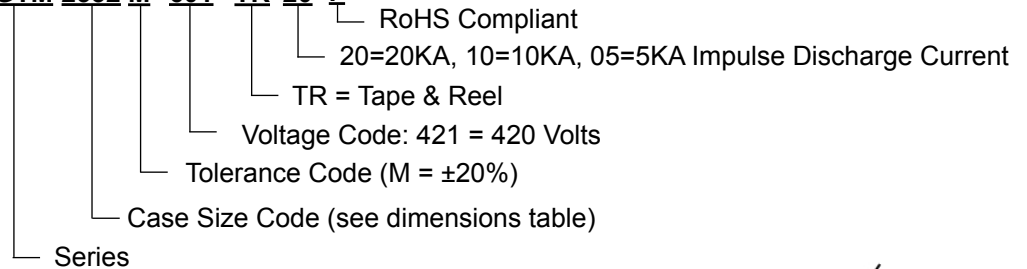 RoHS Compliant
20=20KA, 10=10KA, 05=5KA Impulse Discharge Current
TR = Tape & Reel
Voltage Code: 421 = 420 Volts
Tolerance Code (M = ±20%)
Case Size Code (see dimensions table)
Series